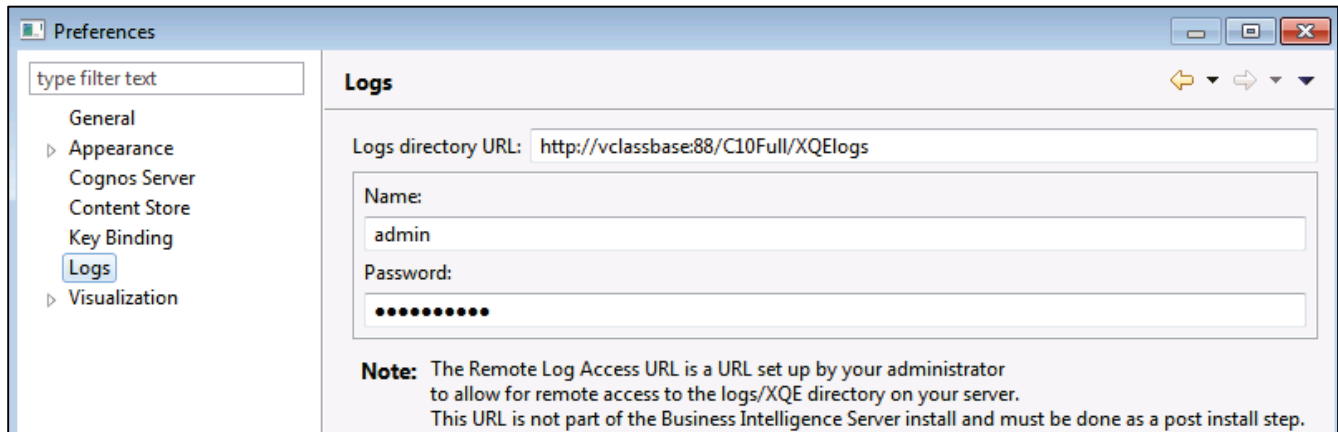 Preferences
type filter text
General
Appearance
Cognos Server
Content Store
Key Binding
Logs
Visualization
Logs
Logs directory URL: http://vclassbase:88/C10Full/XQElogs
Name:
admin
Password:
●●●●●●●●●●
Note: The Remote Log Access URL is a URL set up by your administrator
to allow for remote access to the logs/XQE directory on your server.
This URL is not part of the Business Intelligence Server install and must be done as a post install step.